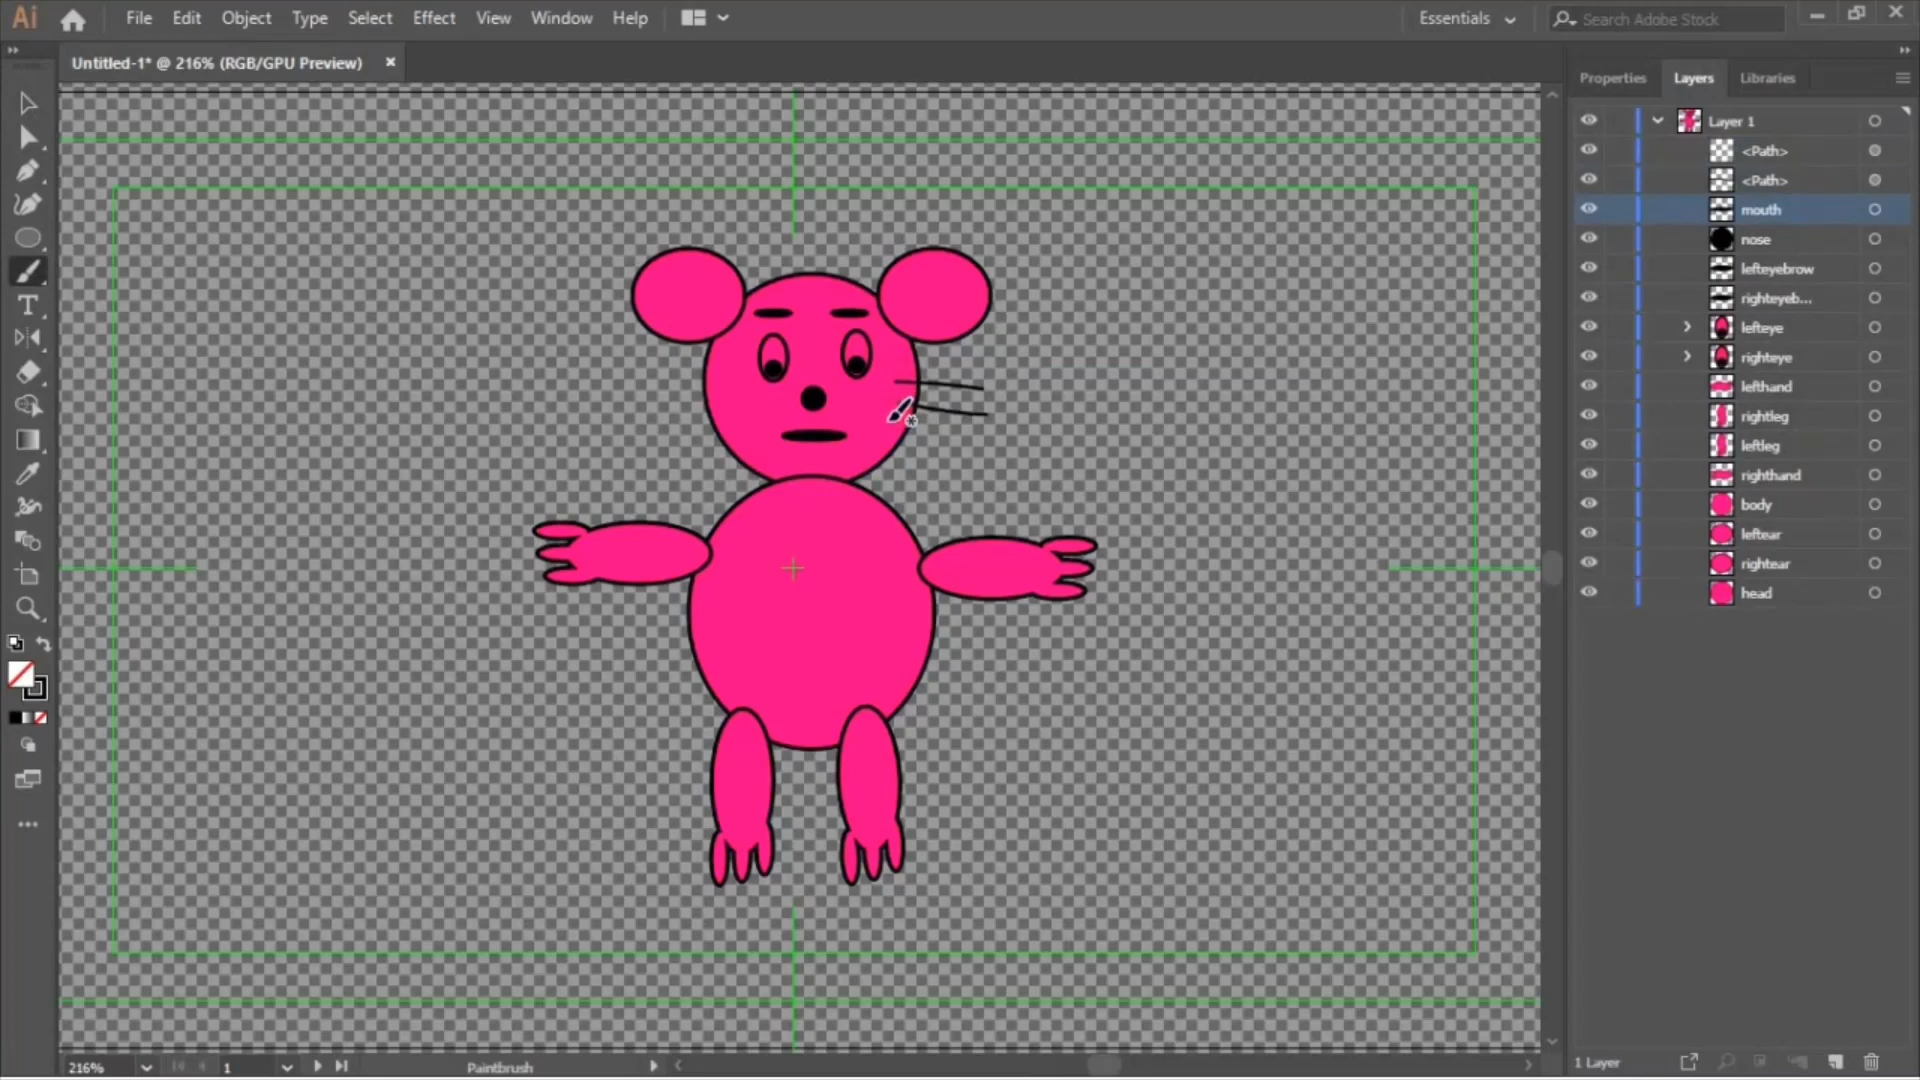 Ai File Edit Object Type Select Effect View Window Help Essentials Search Adobe Stock
Untitled-1* @ 216% (RGB/GPU Preview)
Properties Layers Libraries
Layer 1
<Path>
<Path>
mouth
nose
lefteyebrow
righteyeb...
lefteye
righteye
lefthand
rightleg
leftleg
righthand
body
leftear
rightear
head
216% 1 Paintbrush
1 Layer